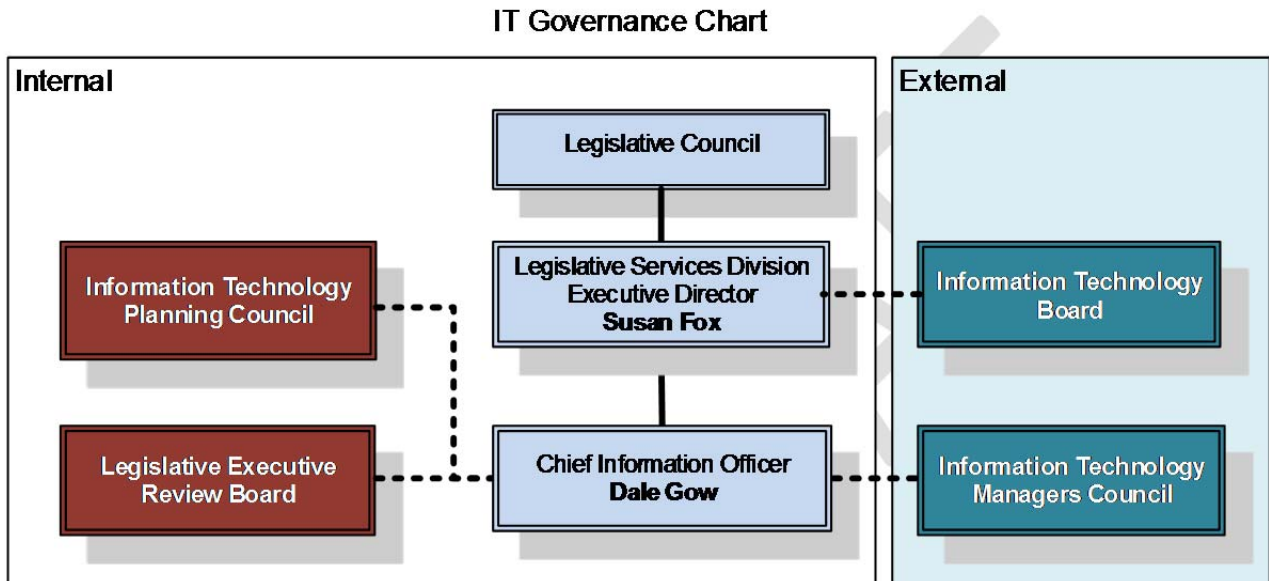 IT Governance Chart
Internal
External
Legislative Council
Information Technology
Planning Council
Legislative Services Division
Executive Director
Susan Fox
Information Technology
Board
Legislative Executive
Review Board
Chief Information Officer
Dale Gow
Information Technology
Managers Council